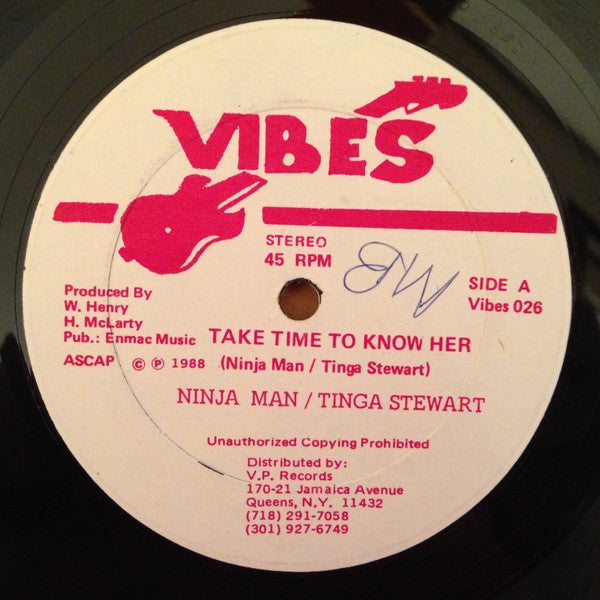 VIBES
STEREO
45 RPM
SIDE A
Vibes 026
Produced By
W. Henry
H. McLarty
Pub.: Enmac Music
ASCAP © ℗ 1988
TAKE TIME TO KNOW HER
(Ninja Man / Tinga Stewart)
NINJA MAN / TINGA STEWART
Unauthorized Copying Prohibited
Distributed by:
V.P. Records
170-21 Jamaica Avenue
Queens, N.Y. 11432
(718) 291-7058
(301) 927-6749